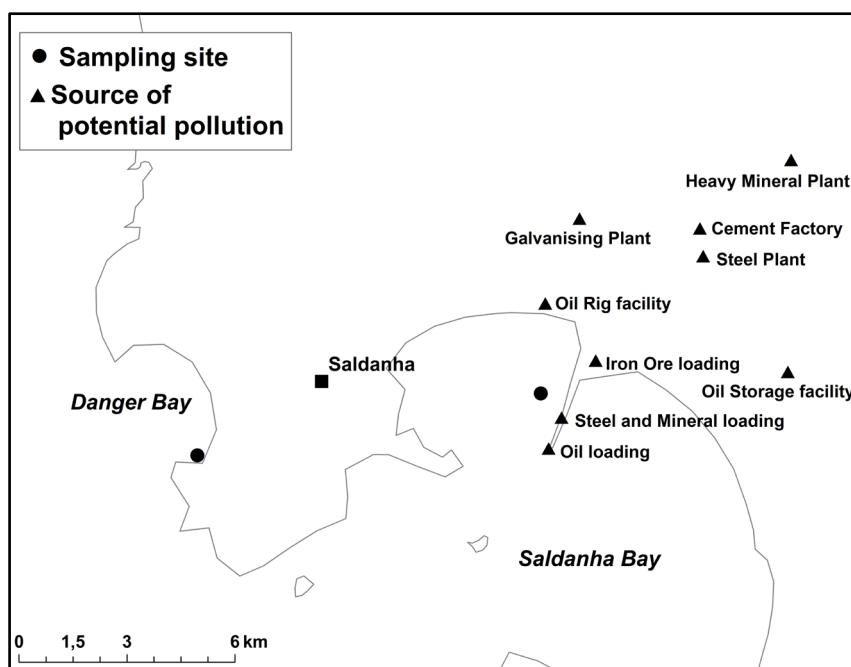 Sampling site
Source of
potential pollution
Heavy Mineral Plant
Cement Factory
Galvanising Plant
Steel Plant
Oil Rig facility
Saldanha
Iron Ore loading
Oil Storage facility
Danger Bay
Steel and Mineral loading
Oil loading
Saldanha Bay
0 1,5 3 6 km